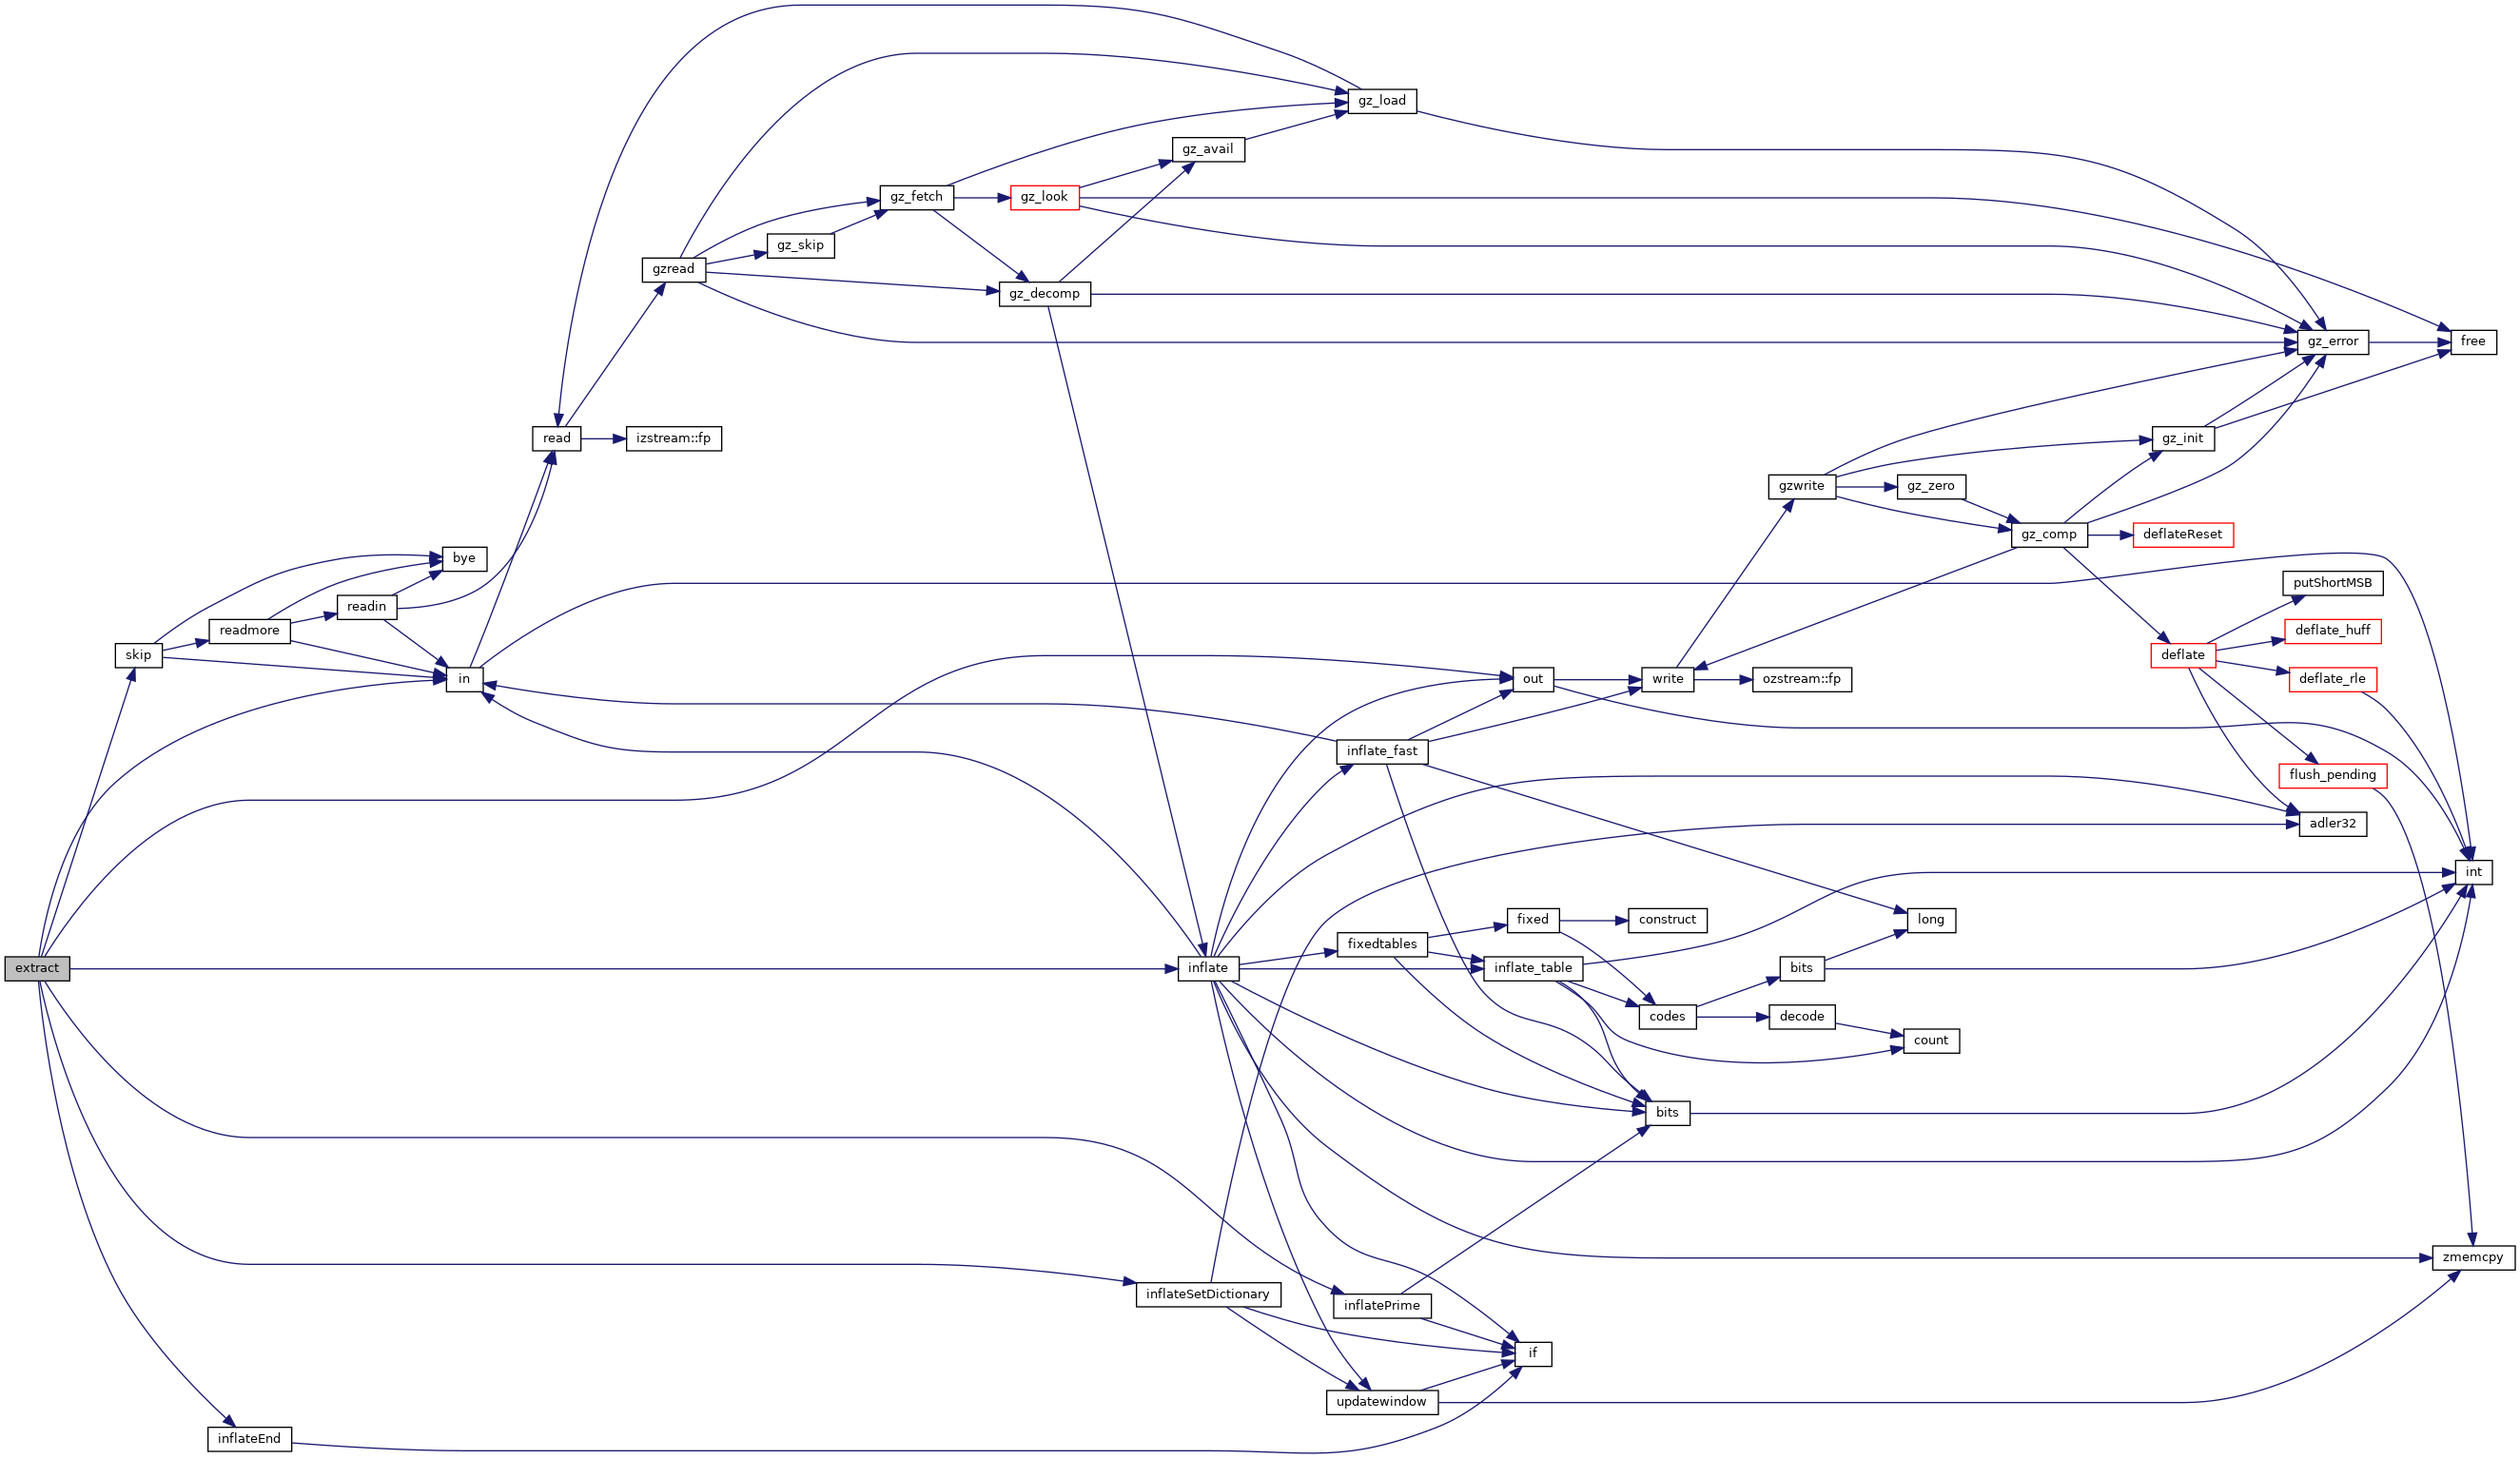 gz_load
gz_avail
gz_fetch
gz_look
gz_skip
gzread
gz_decomp
gz_error
free
read
izstream::fp
gz_init
gzwrite
gz_zero
gz_comp
deflateReset
bye
putShortMSB
readin
readmore
deflate_huff
skip
deflate
in
out
write
ozstream::fp
deflate_rle
inflate_fast
flush_pending
adler32
int
fixed
construct
long
fixedtables
extract
inflate
inflate_table
bits
codes
decode
count
bits
zmemcpy
inflateSetDictionary
inflatePrime
if
updatewindow
inflateEnd